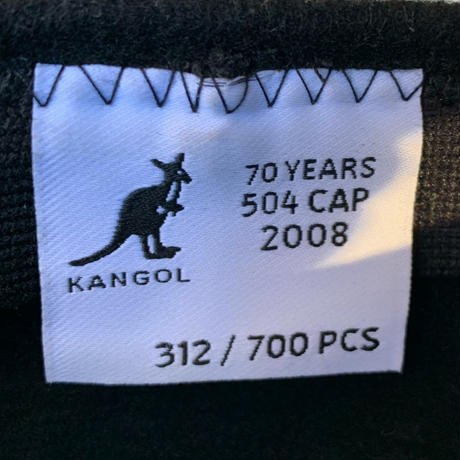 70 YEARS
504 CAP
2008
KANGOL
312 / 700 PCS